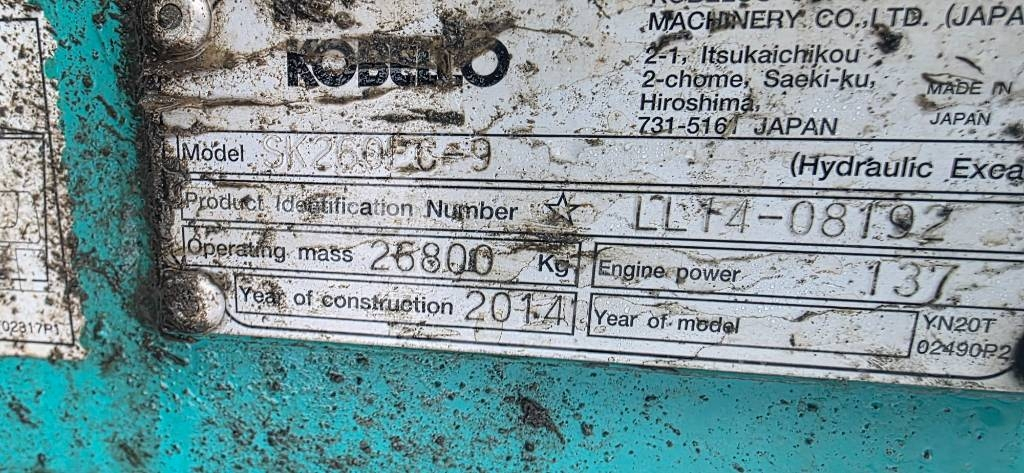 KOBELCO
MACHINERY CO.,LTD. (JAPA
2-1, Itsukaichikou
2-chome, Saeki-ku,
Hiroshima,
731-5161 JAPAN
MADE IN
JAPAN
Model
(Hydraulic Exca
Product Identification Number ☆ LL14-08192
Operating mass 26800 Kg
Engine power 137
Year of construction 2014
Year of model
YN20T
02490P2
02317P1